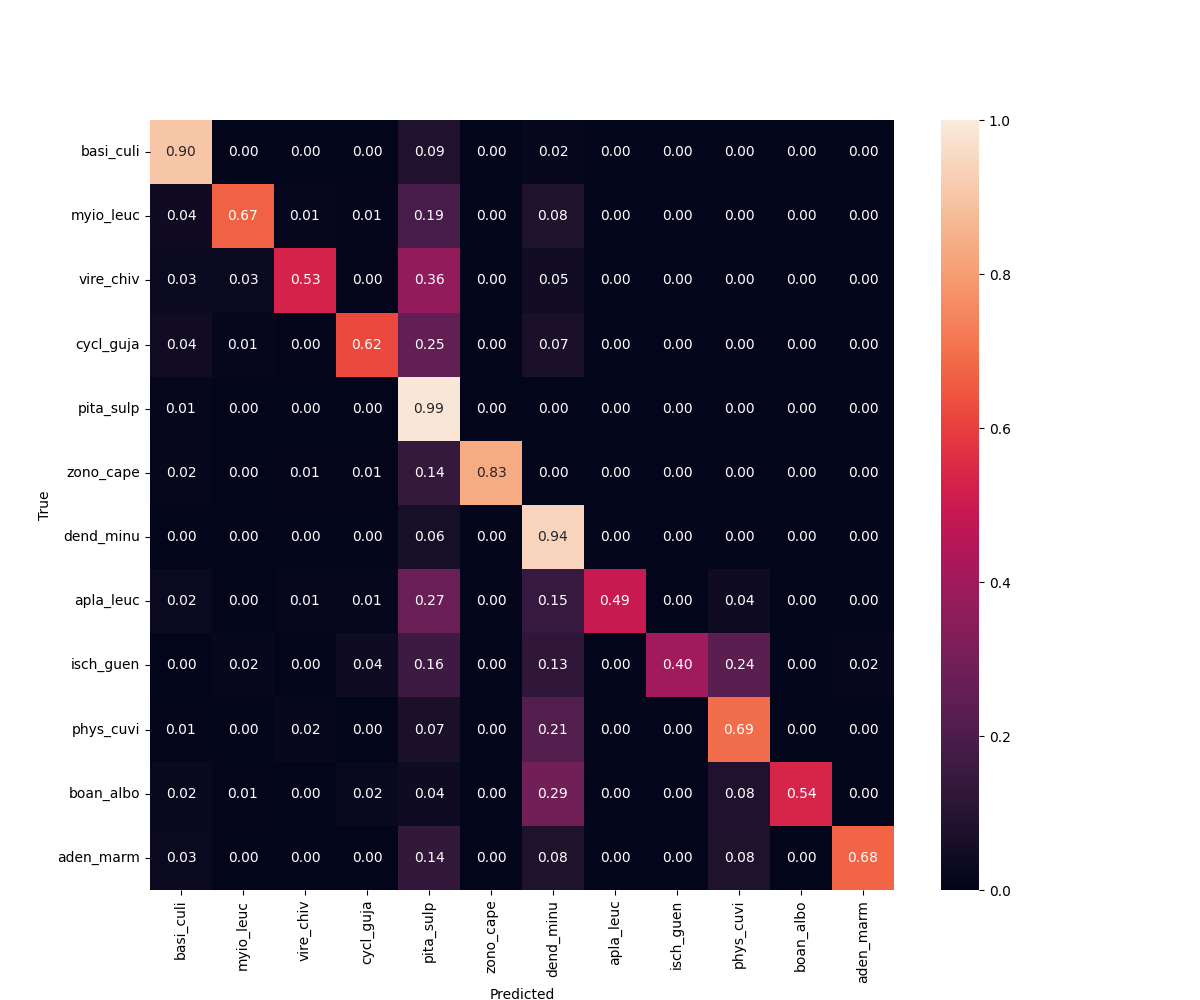 1.0
basi_culi 0.90 0.00 0.00 0.00 0.09 0.00 0.02 0.00 0.00 0.00 0.00 0.00
myio_leuc 0.04 0.67 0.01 0.01 0.19 0.00 0.08 0.00 0.00 0.00 0.00 0.00
vire_chiv 0.03 0.03 0.53 0.00 0.36 0.00 0.05 0.00 0.00 0.00 0.00 0.00
0.8
cycl_guja 0.04 0.01 0.00 0.62 0.25 0.00 0.07 0.00 0.00 0.00 0.00 0.00
pita_sulp 0.01 0.00 0.00 0.00 0.99 0.00 0.00 0.00 0.00 0.00 0.00 0.00
0.6
zono_cape 0.02 0.00 0.01 0.01 0.14 0.83 0.00 0.00 0.00 0.00 0.00 0.00
True
dend_minu 0.00 0.00 0.00 0.00 0.06 0.00 0.94 0.00 0.00 0.00 0.00 0.00
0.4
apla_leuc 0.02 0.00 0.01 0.01 0.27 0.00 0.15 0.49 0.00 0.04 0.00 0.00
isch_guen 0.00 0.02 0.00 0.04 0.16 0.00 0.13 0.00 0.40 0.24 0.00 0.02
phys_cuvi 0.01 0.00 0.02 0.00 0.07 0.00 0.21 0.00 0.00 0.69 0.00 0.00
0.2
boan_albo 0.02 0.01 0.00 0.02 0.04 0.00 0.29 0.00 0.00 0.08 0.54 0.00
aden_marm 0.03 0.00 0.00 0.00 0.14 0.00 0.08 0.00 0.00 0.08 0.00 0.68
0.0
basi_culi myio_leuc vire_chiv cycl_guja pita_sulp zono_cape dend_minu apla_leuc isch_guen phys_cuvi boan_albo aden_marm
Predicted